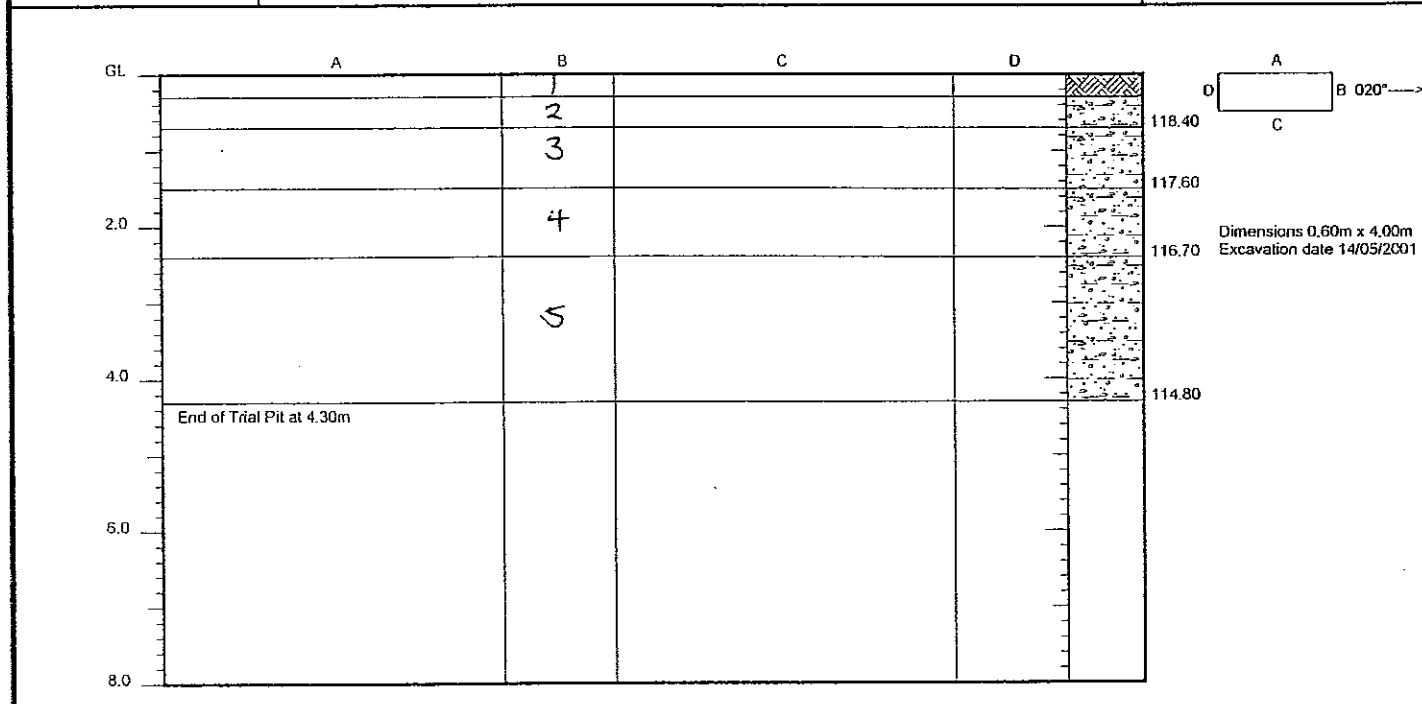 A B C D
GL
1
2
3
4
5
118.40
117.60
2.0
116.70
4.0
114.80
End of Trial Pit at 4.30m
6.0
8.0
A
D B 020°---->
C
Dimensions 0.60m x 4.00m
Excavation date 14/05/2001